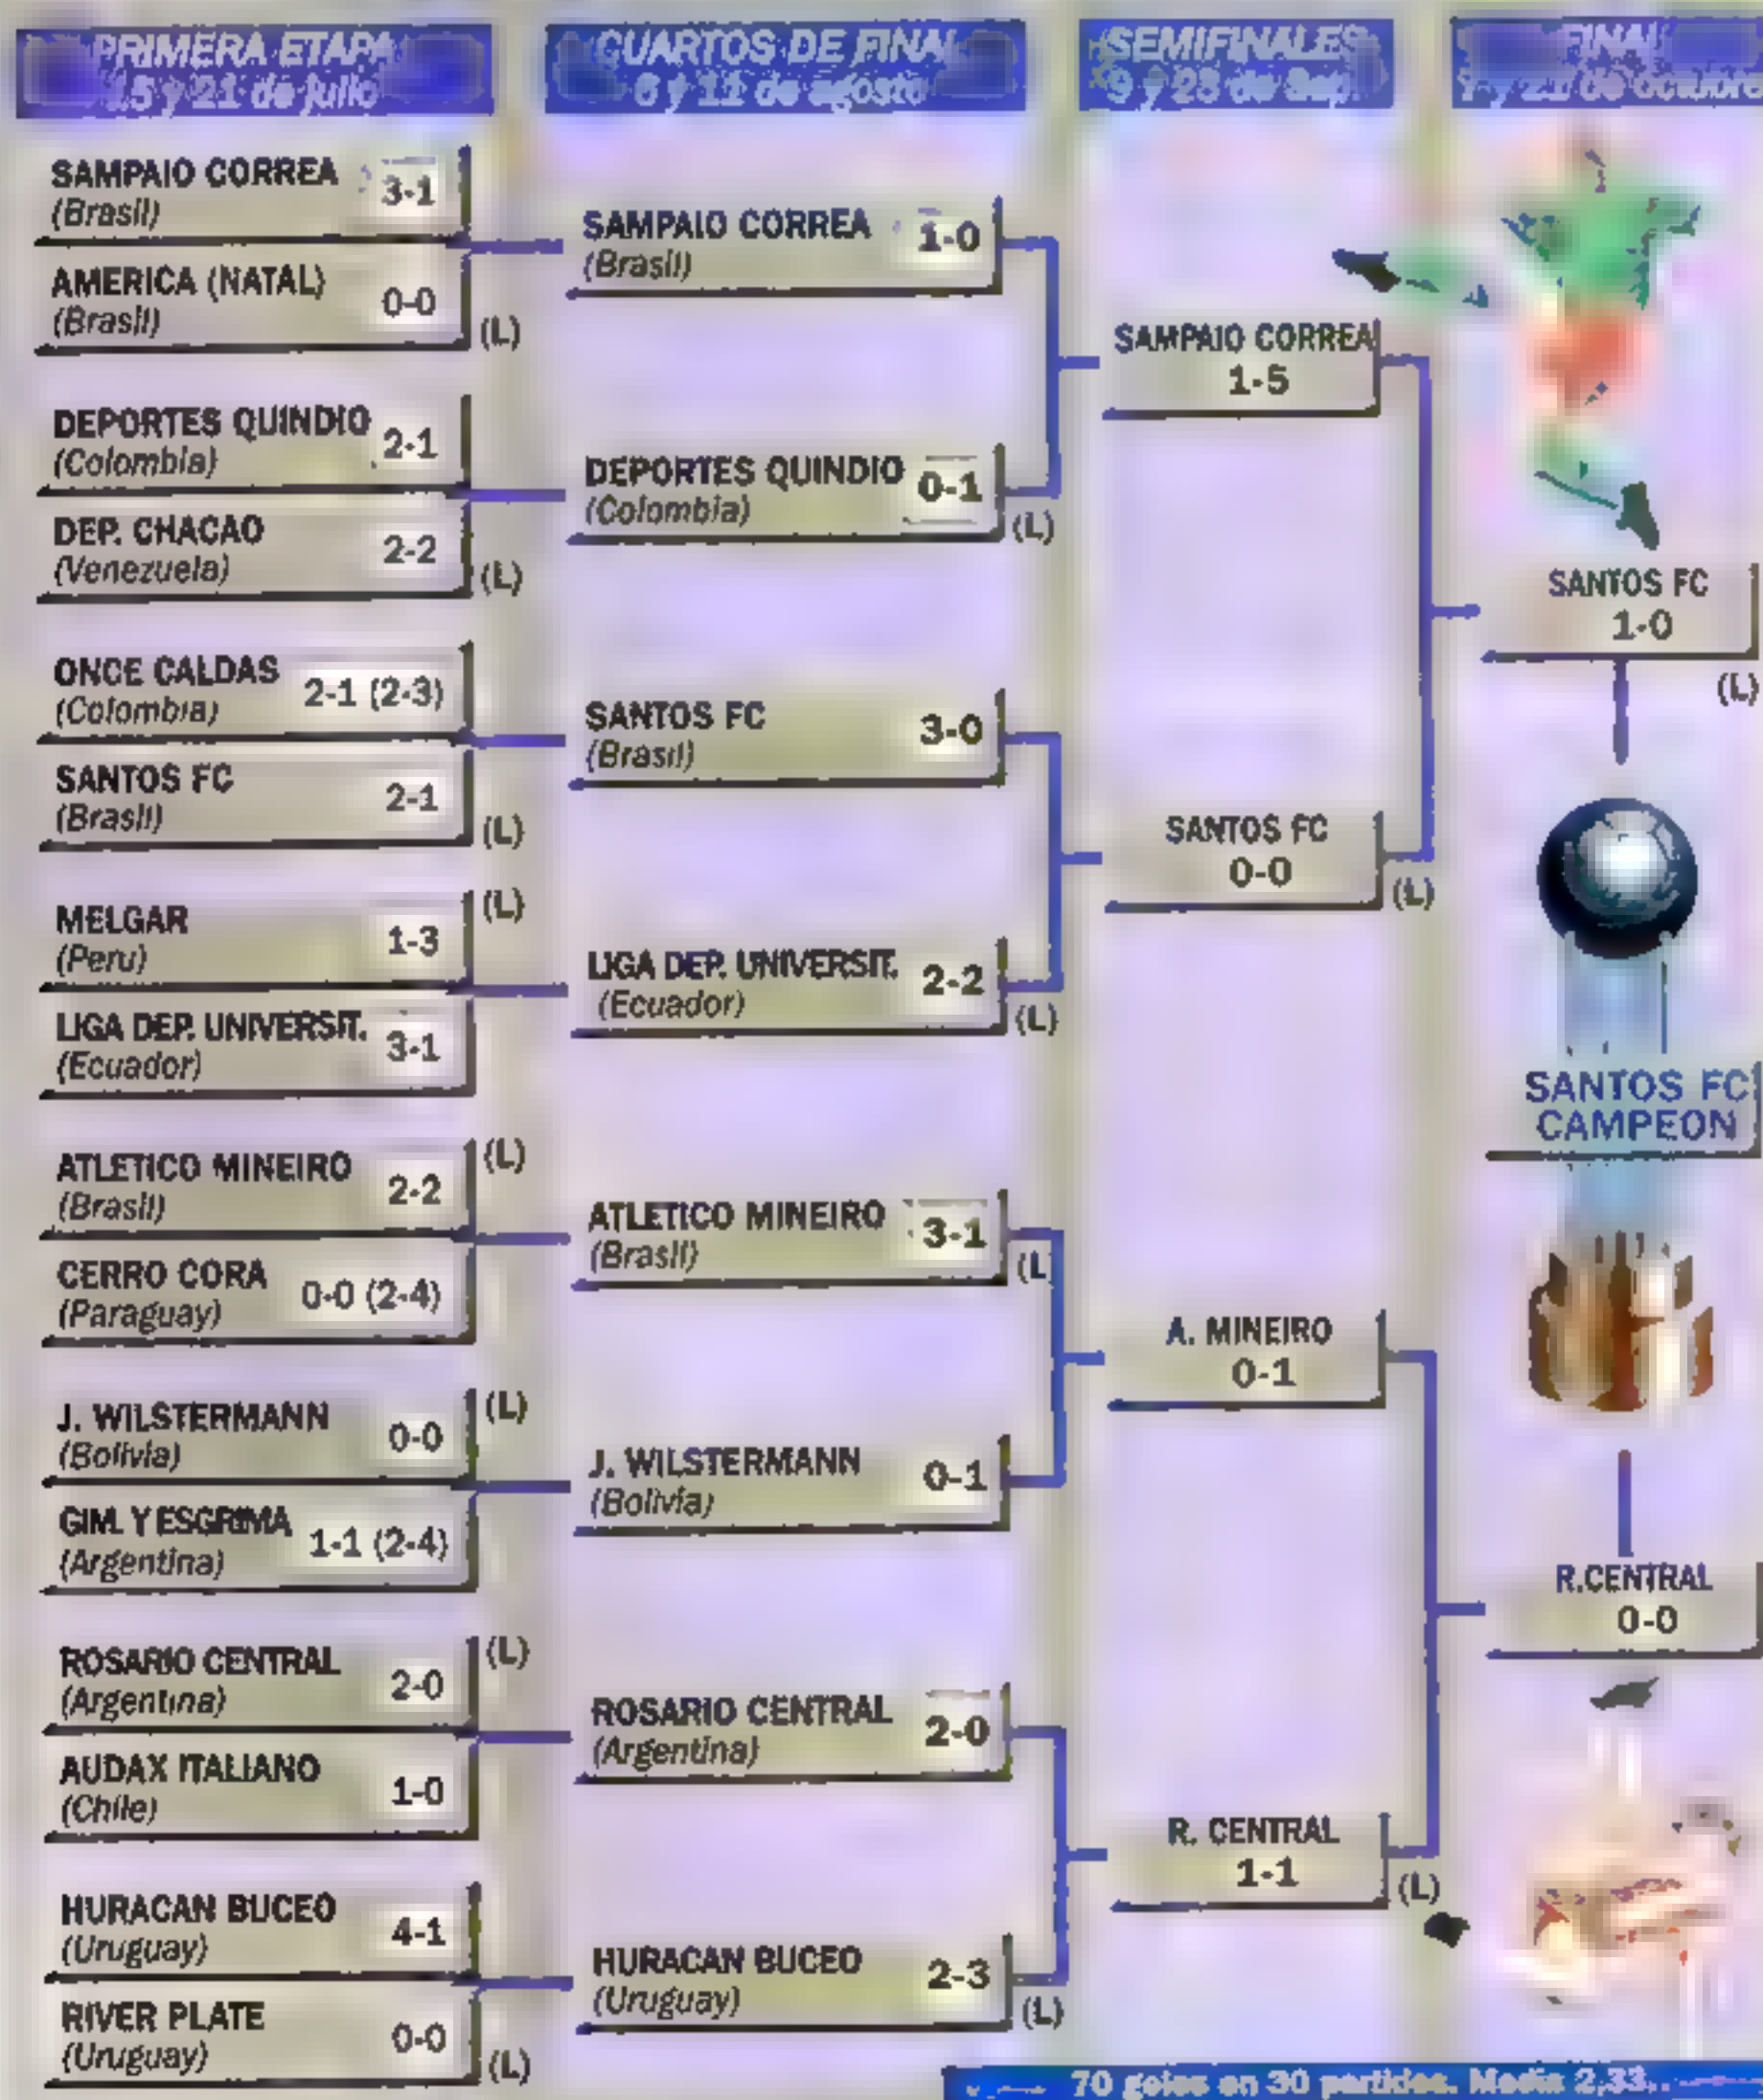 PRIMERA ETAPA
15 y 21 de julio
SAMPAIO CORREA 3-1
(Brasil)
AMERICA (NATAL) 0-0
(Brasil)
(L)
DEPORTES QUINDIO 2-1
(Colombia)
DEP. CHACAO 2-2
(Venezuela)
(L)
ONCE CALDAS 2-1 (2-3)
(Colombia)
SANTOS FC 2-1
(Brasil)
(L)
MELGAR 1-3
(Peru)
(L)
LIGA DEP. UNIVERSIT. 3-1
(Ecuador)
ATLETICO MINEIRO 2-2
(Brasil)
(L)
CERRO CORA 0-0 (2-4)
(Paraguay)
J. WILSTERMANN 0-0
(Bolivia)
(L)
GIM. Y ESGRIMA 1-1 (2-4)
(Argentina)
ROSARIO CENTRAL 2-0
(Argentina)
(L)
AUDAX ITALIANO 1-0
(Chile)
HURACAN BUCEO 4-1
(Uruguay)
RIVER PLATE 0-0
(Uruguay)
(L)
CUARTOS DE FINAL
6 y 12 de agosto
SAMPAIO CORREA 1-0
(Brasil)
DEPORTES QUINDIO 0-1
(Colombia)
(L)
SANTOS FC 3-0
(Brasil)
LIGA DEP. UNIVERSIT. 2-2
(Ecuador)
(L)
ATLETICO MINEIRO 3-1
(Brasil)
(L)
J. WILSTERMANN 0-1
(Bolivia)
ROSARIO CENTRAL 2-0
(Argentina)
HURACAN BUCEO 2-3
(Uruguay)
(L)
SEMIFINALES
9 y 23 de Sep.
SAMPAIO CORREA
1-5
SANTOS FC
0-0
(L)
A. MINEIRO
0-1
R. CENTRAL
1-1
(L)
FINAL
y 21 de octubre
SANTOS FC
1-0
(L)
SANTOS FC
CAMPEON
R.CENTRAL
0-0
70 goles en 30 partidos. Media 2,33.